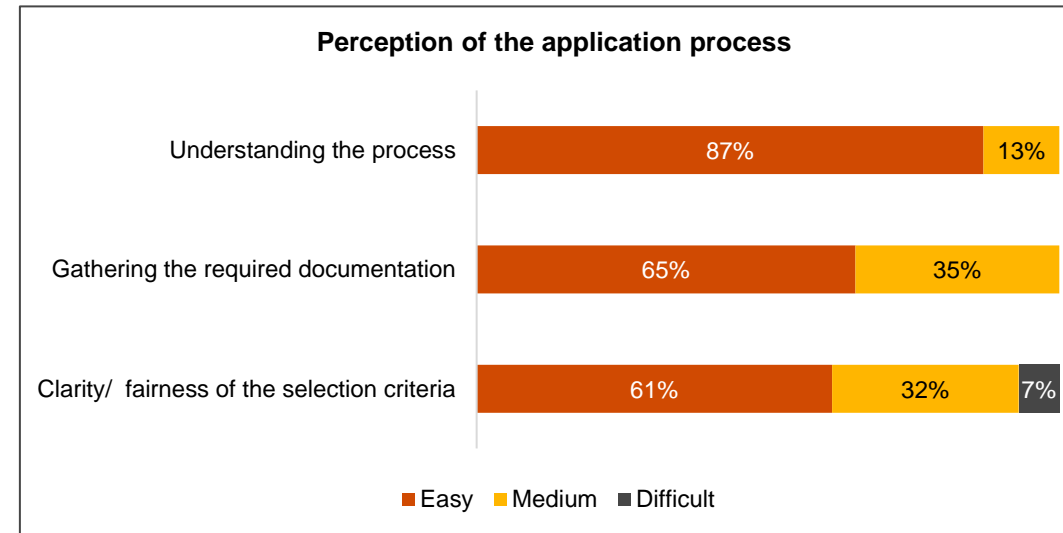 Perception of the application process
Understanding the process
87%
13%
Gathering the required documentation
65%
35%
Clarity/ fairness of the selection criteria
61%
32%
7%
Easy
Medium
Difficult